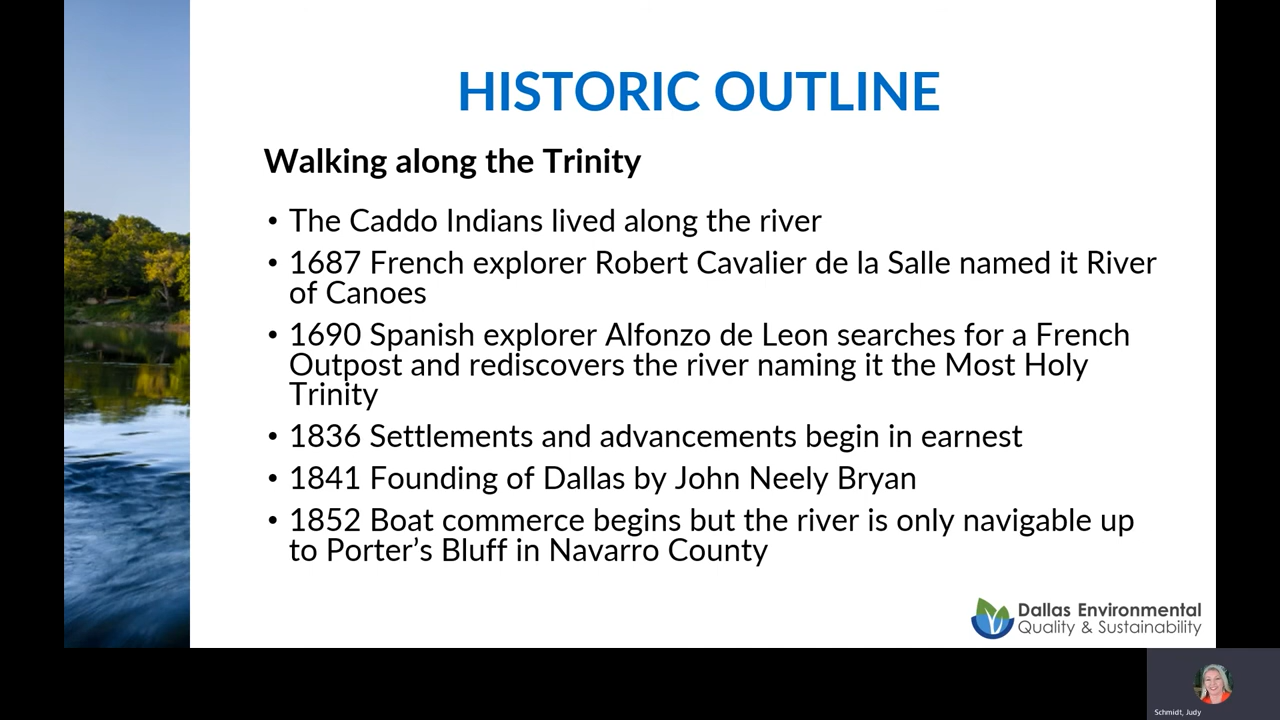 HISTORIC OUTLINE
Walking along the Trinity
• The Caddo Indians lived along the river
• 1687 French explorer Robert Cavalier de la Salle named it River
of Canoes
• 1690 Spanish explorer Alfonzo de Leon searches for a French
Outpost and rediscovers the river naming it the Most Holy
Trinity
• 1836 Settlements and advancements begin in earnest
• 1841 Founding of Dallas by John Neely Bryan
• 1852 Boat commerce begins but the river is only navigable up
to Porter’s Bluff in Navarro County
Dallas Environmental
Quality & Sustainability
Schmidt, Judy